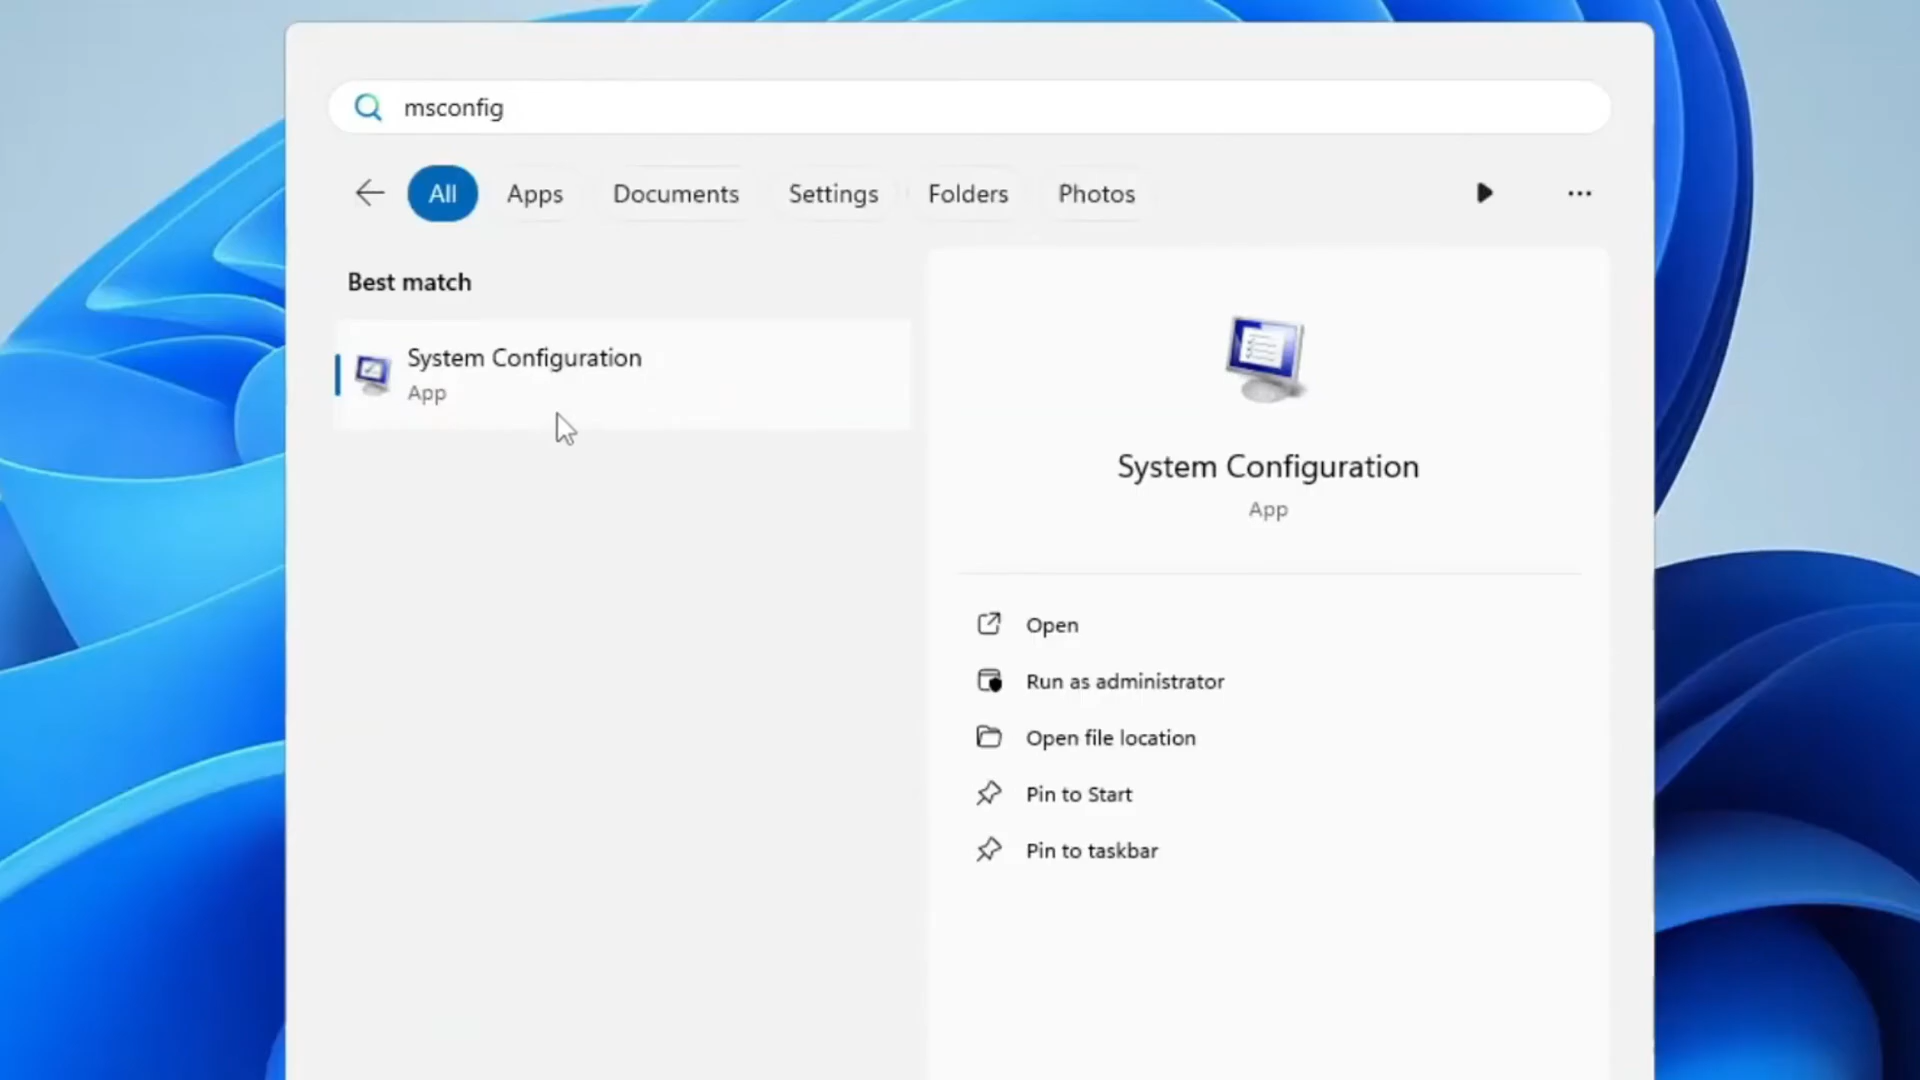 msconfig
All Apps Documents Settings Folders Photos
Best match
System Configuration
App
System Configuration
App
Open
Run as administrator
Open file location
Pin to Start
Pin to taskbar